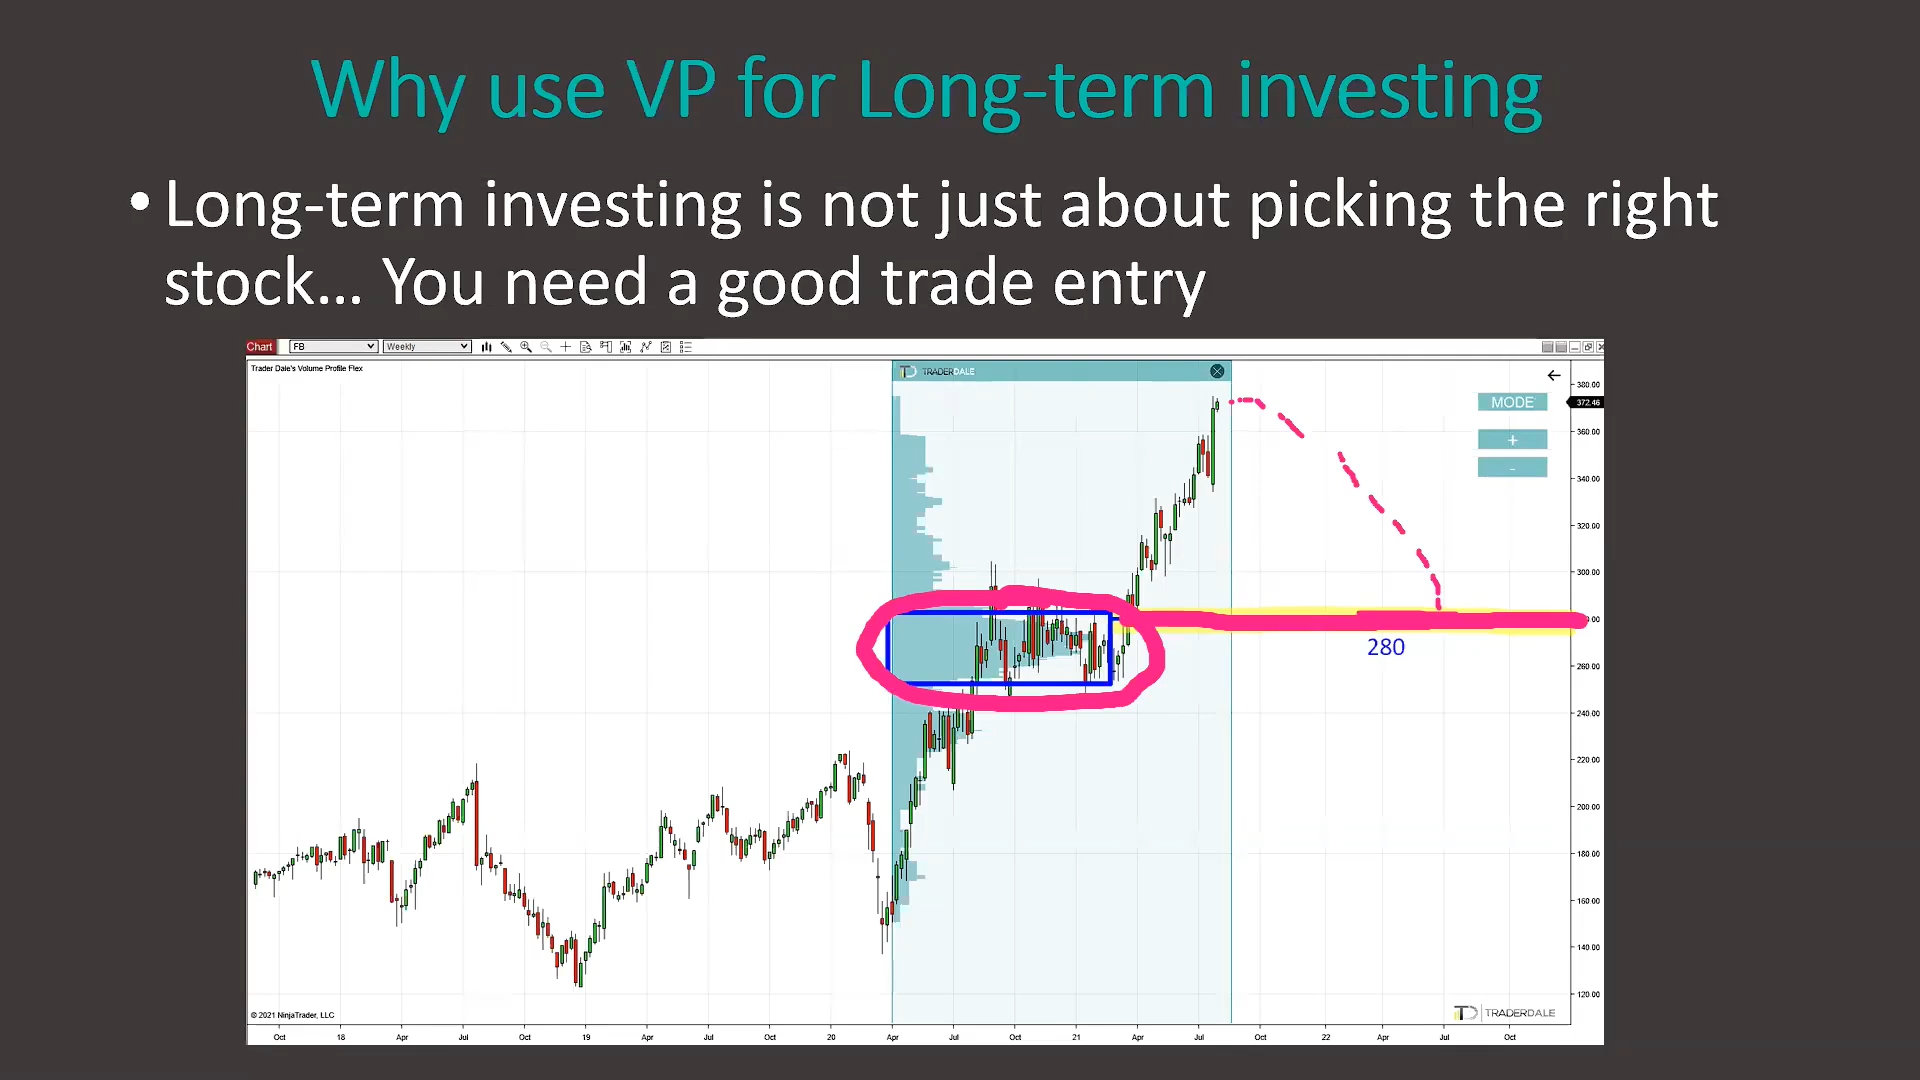 Why use VP for Long-term investing
• Long-term investing is not just about picking the right
stock... You need a good trade entry
Chart FB Weekly
Trader Dale's Volume Profile Flex
TRADERDALE
MODE
+
-
380.00
372.46
360.00
340.00
320.00
300.00
280
260.00
240.00
220.00
200.00
180.00
160.00
140.00
120.00
© 2021 NinjaTrader, LLC
TRADERDALE
Oct 18 Apr Jul Oct 19 Apr Jul Oct 20 Apr Jul Oct 21 Apr Jul Oct 22 Apr Jul Oct